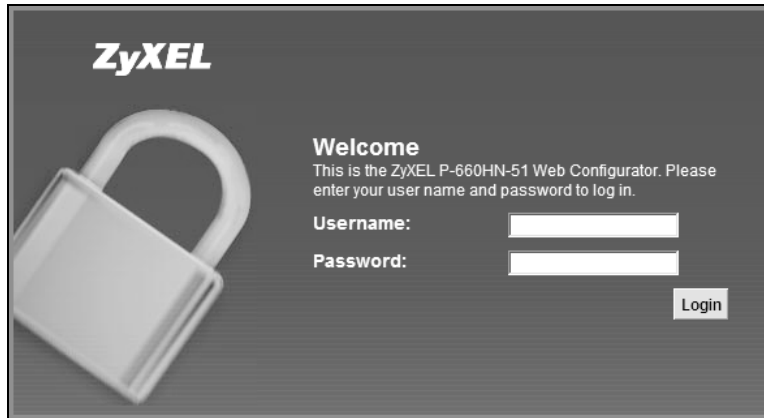 ZyXEL
Welcome
This is the ZyXEL P-660HN-51 Web Configurator. Please
enter your user name and password to log in.
Username:
Password:
Login